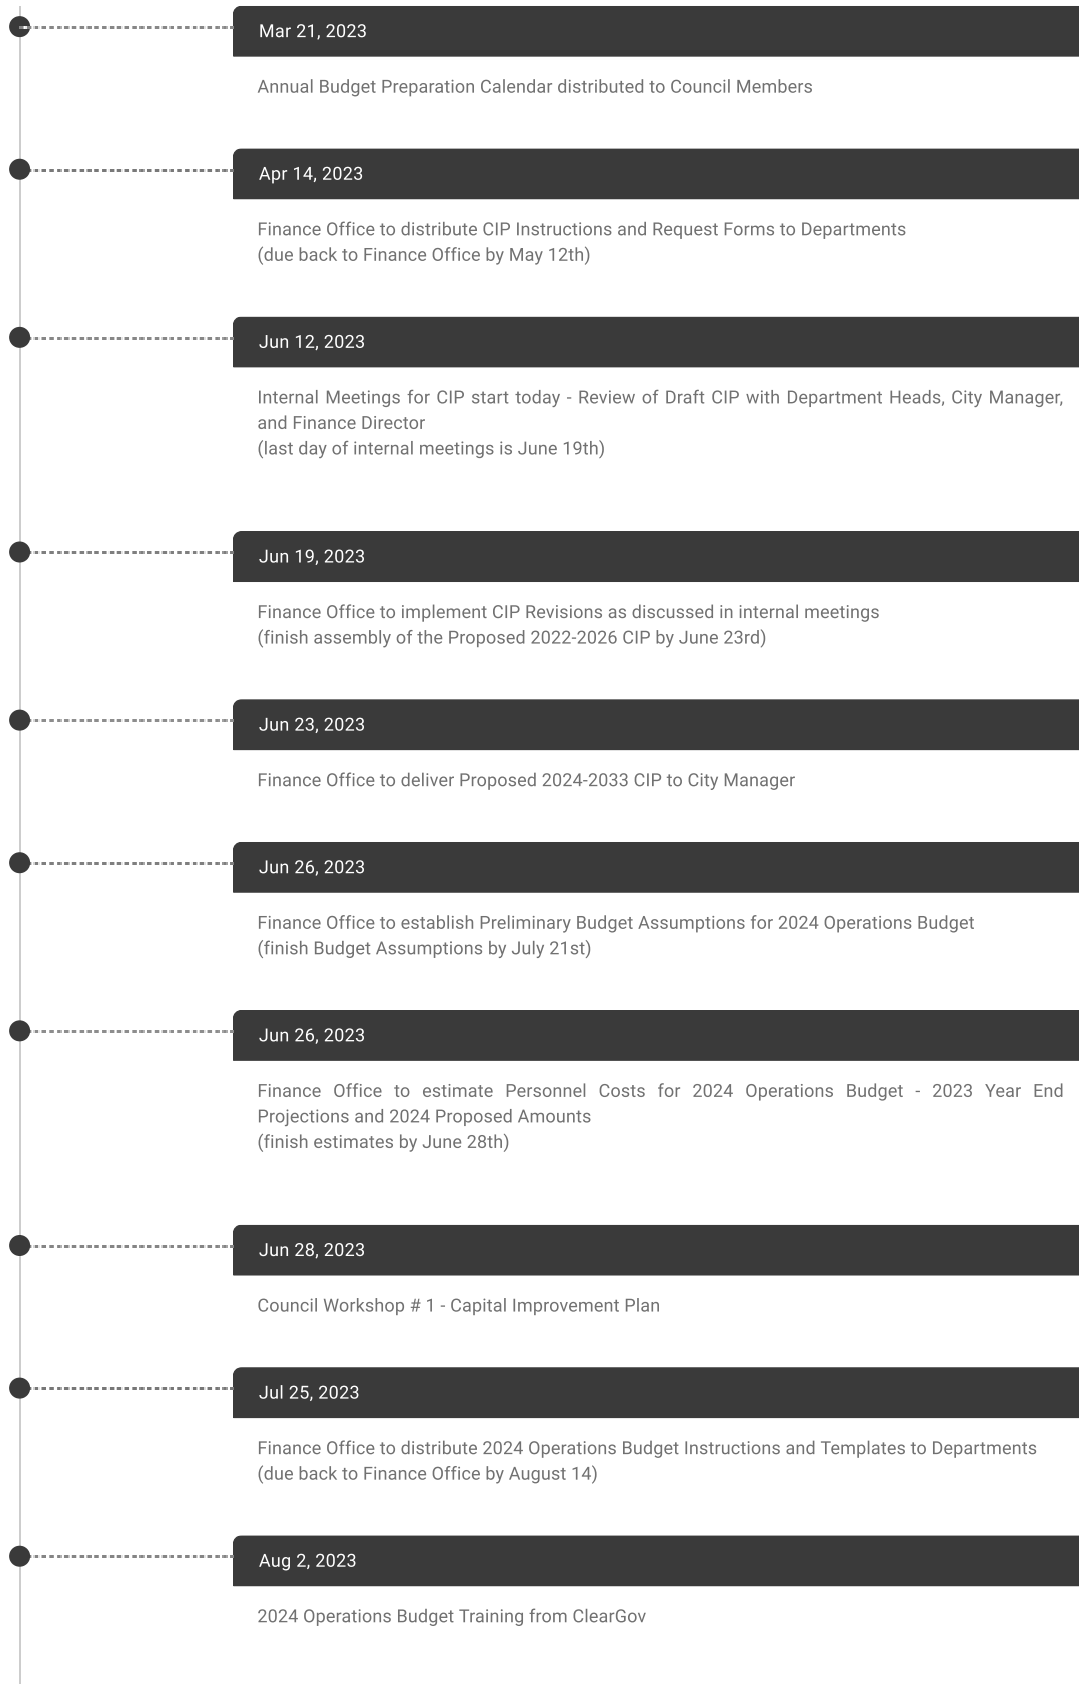 Mar 21, 2023
Annual Budget Preparation Calendar distributed to Council Members
Apr 14, 2023
Finance Office to distribute CIP Instructions and Request Forms to Departments
(due back to Finance Office by May 12th)
Jun 12, 2023
Internal Meetings for CIP start today - Review of Draft CIP with Department Heads, City Manager,
and Finance Director
(last day of internal meetings is June 19th)
Jun 19, 2023
Finance Office to implement CIP Revisions as discussed in internal meetings
(finish assembly of the Proposed 2022-2026 CIP by June 23rd)
Jun 23, 2023
Finance Office to deliver Proposed 2024-2033 CIP to City Manager
Jun 26, 2023
Finance Office to establish Preliminary Budget Assumptions for 2024 Operations Budget
(finish Budget Assumptions by July 21st)
Jun 26, 2023
Finance Office to estimate Personnel Costs for 2024 Operations Budget - 2023 Year End
Projections and 2024 Proposed Amounts
(finish estimates by June 28th)
Jun 28, 2023
Council Workshop # 1 - Capital Improvement Plan
Jul 25, 2023
Finance Office to distribute 2024 Operations Budget Instructions and Templates to Departments
(due back to Finance Office by August 14)
Aug 2, 2023
2024 Operations Budget Training from ClearGov